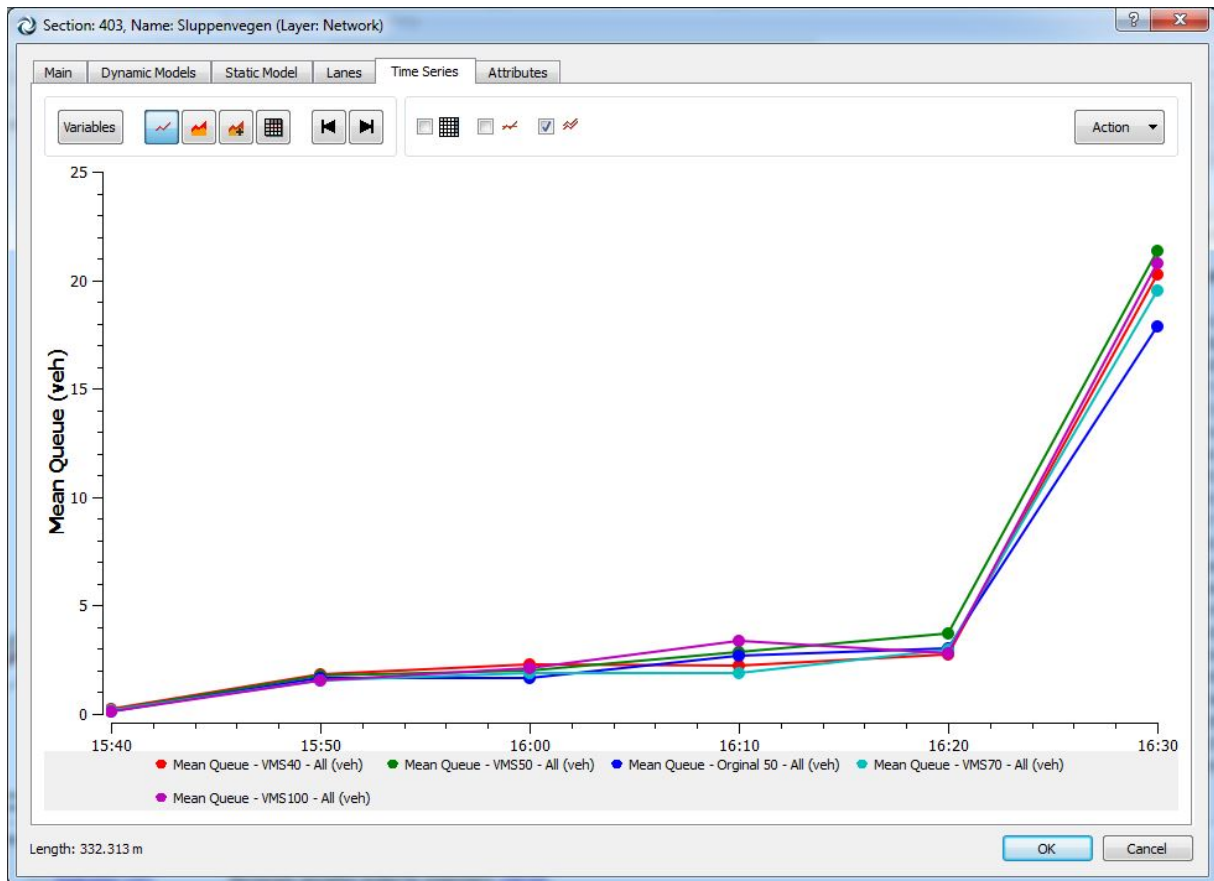 Section: 403, Name: Sluppenvegen (Layer: Network)
Main Dynamic Models Static Model Lanes Time Series Attributes
Variables Action
25
20
15
10
5
0
Mean Queue (veh)
15:40 15:50 16:00 16:10 16:20 16:30
Mean Queue - VMS40 - All (veh) Mean Queue - VMS50 - All (veh) Mean Queue - Orginal 50 - All (veh) Mean Queue - VMS70 - All (veh)
Mean Queue - VMS100 - All (veh)
Length: 332.313 m OK Cancel